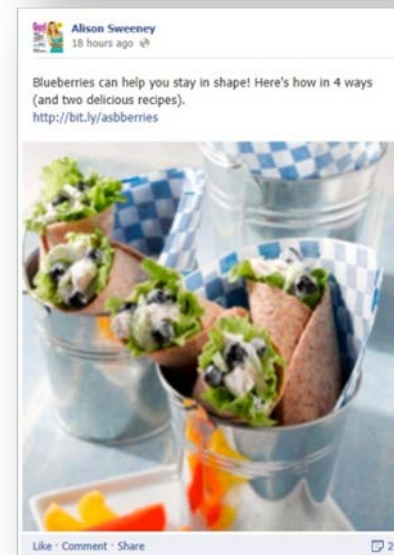 Alison Sweeney
18 hours ago
Blueberries can help you stay in shape! Here's how in 4 ways
(and two delicious recipes).
http://bit.ly/asbberries
Like · Comment · Share